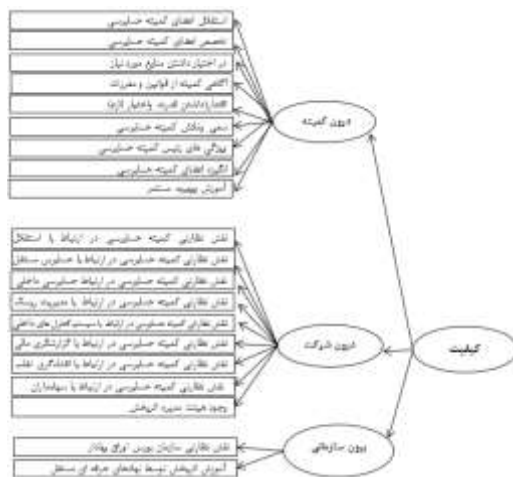 استقلال اعضای کمیته حسابرسی
تخصص اعضای کمیته حسابرسی
در اختیار داشتن منابع مورد نیاز
آگاهی کمیته از قوانین و مقررات
اقتدار(داشتن قدرت واختیار لازم)
سعی وتلاش کمیته حسابرسی
ویژگی های رئیس کمیته حسابرسی
انگیزه اعضای کمیته حسابرسی
آموزش وبهبود مستمر
درون کمیته
نقش نظارتی کمیته حسابرسی در ارتباط با استقلال
نقش نظارتی کمیته حسابرسی در ارتباط با حسابرس مستقل
نقش نظارتی کمیته حسابرسی در ارتباط حسابرسی داخلی
نقش نظارتی کمیته حسابرسی در ارتباط با مدیریت ریسک
نقش نظارتی کمیته حسابرسی در ارتباط با سیستم کنترل های داخلی
نقش نظارتی کمیته حسابرسی در ارتباط با گزارشگری مالی
نقش نظارتی کمیته حسابرسی در ارتباط با افشاگری تقلب
نقش نظارتی کمیته حسابرسی در ارتباط با سهامداران
وجود هیئت مدیره اثربخش
درون شرکت
کیفیت
نقش نظارتی سازمان بورس اوراق بهادار
آموزش اثربخش توسط نهادهای حرفه ای مستقل
برون سازمانی